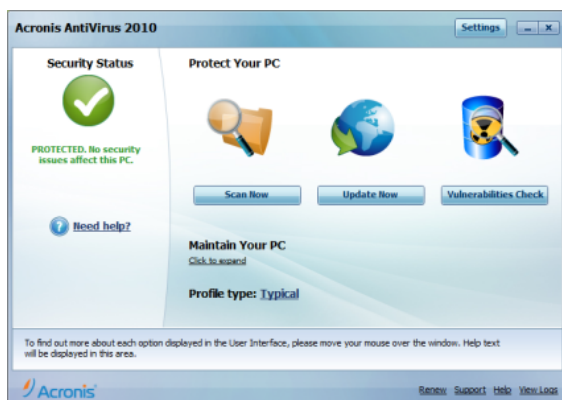 Acronis AntiVirus 2010
Settings
Security Status
PROTECTED. No security
issues affect this PC.
Need help?
Protect Your PC
Scan Now
Update Now
Vulnerabilities Check
Maintain Your PC
Click to expand
Profile type: Typical
To find out more about each option displayed in the User Interface, please move your mouse over the window. Help text
will be displayed in this area.
Acronis
Renew Support Help View Logs